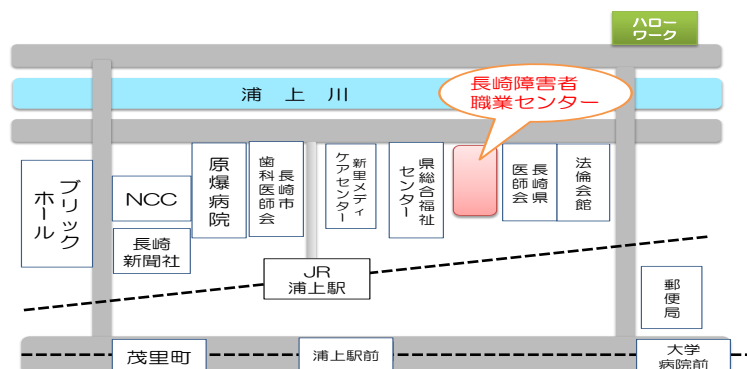 ハロー
ワーク
浦上川
長崎障害者
職業センター
ブリック
ホール
NCC
長崎
新聞社
原爆
病院
長崎市
歯科医師会
新里メディ
ケアセンター
県総合福祉
センター
長崎県
医師会
法倫会館
JR
浦上駅
郵便局
茂里町
浦上駅前
大学
病院前